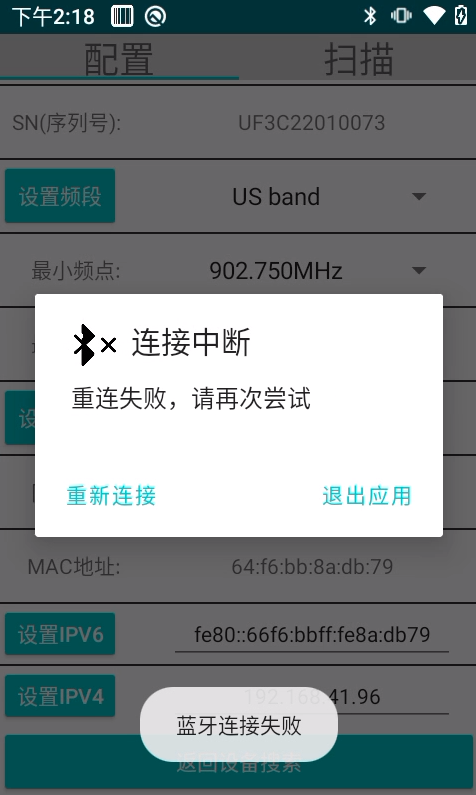 下午2:18
配置 扫描
SN(序列号): UF3C22010073
设置频段 US band
最小频点: 902.750MHz
连接中断
重连失败，请再次尝试
重新连接 退出应用
MAC地址: 64:f6:bb:8a:db:79
设置IPV6 fe80::66f6:bbff:fe8a:db79
设置IPV4 192.168.41.96
蓝牙连接失败
返回设备搜索